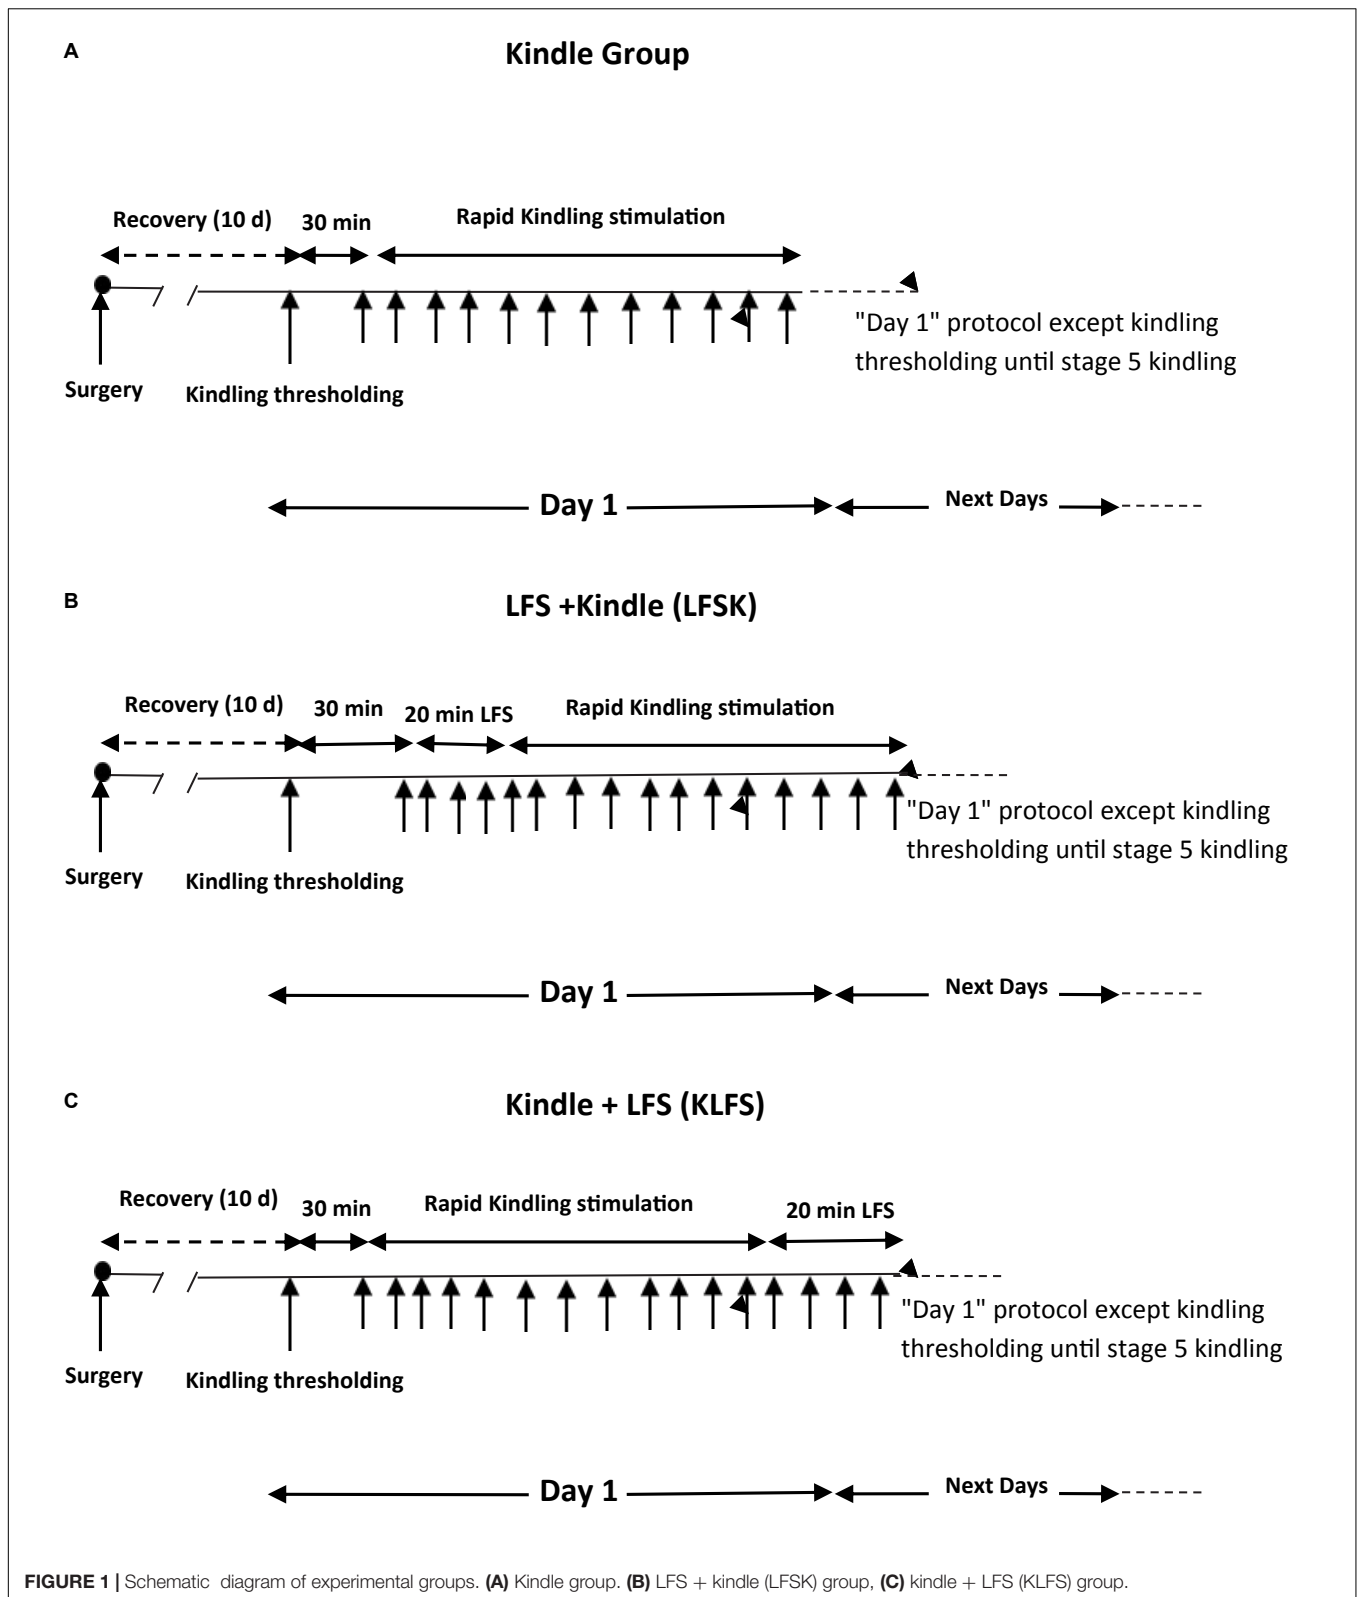 A
Kindle Group
Recovery (10 d)
30 min
Rapid Kindling stimulation
"Day 1" protocol except kindling
thresholding until stage 5 kindling
Surgery
Kindling thresholding
Day 1
Next Days
B
LFS +Kindle (LFSK)
Recovery (10 d)
30 min
20 min LFS
Rapid Kindling stimulation
"Day 1" protocol except kindling
thresholding until stage 5 kindling
Surgery
Kindling thresholding
Day 1
Next Days
C
Kindle + LFS (KLFS)
Recovery (10 d)
30 min
Rapid Kindling stimulation
20 min LFS
"Day 1" protocol except kindling
thresholding until stage 5 kindling
Surgery
Kindling thresholding
Day 1
Next Days
FIGURE 1 | Schematic diagram of experimental groups. (A) Kindle group. (B) LFS + kindle (LFSK) group, (C) kindle + LFS (KLFS) group.